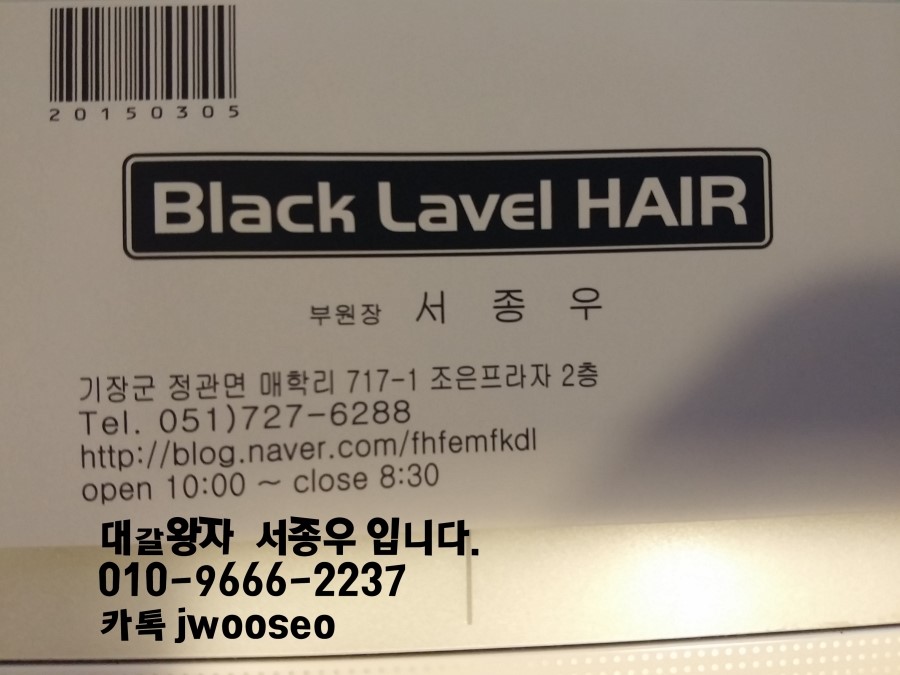 20150305
Black Lavel HAIR
부원장 서 종 우
기장군 정관면 매학리 717-1 조은프라자 2층
Tel. 051)727-6288
http://blog.naver.com/fhfemfkdl
open 10:00 ~ close 8:30
대갈왕자 서종우 입니다.
010-9666-2237
카톡 jwooseo